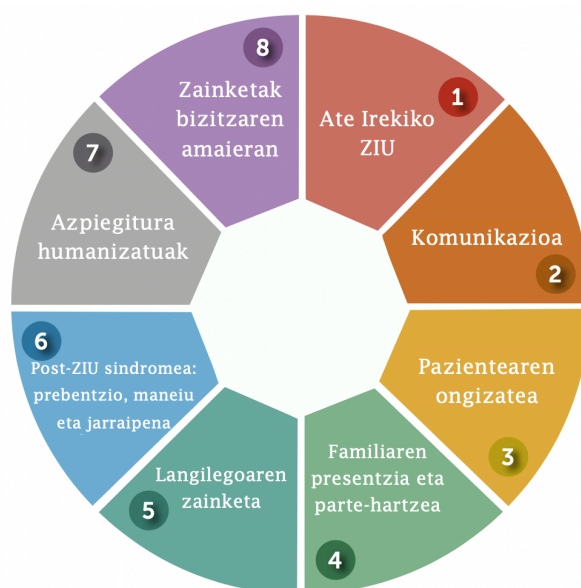 1
Ate Irekiko
ZIU
2
Komunikazioa
3
Pazientearen
ongizatea
4
Familiaren
presentzia eta
parte-hartzea
5
Langilegoaren
zainketa
6
Post-ZIU sindromea:
prebentzio, maneiu
eta jarraipena
7
Azpiegitura
humanizatuak
8
Zainketak
bizitzaren
amaieran